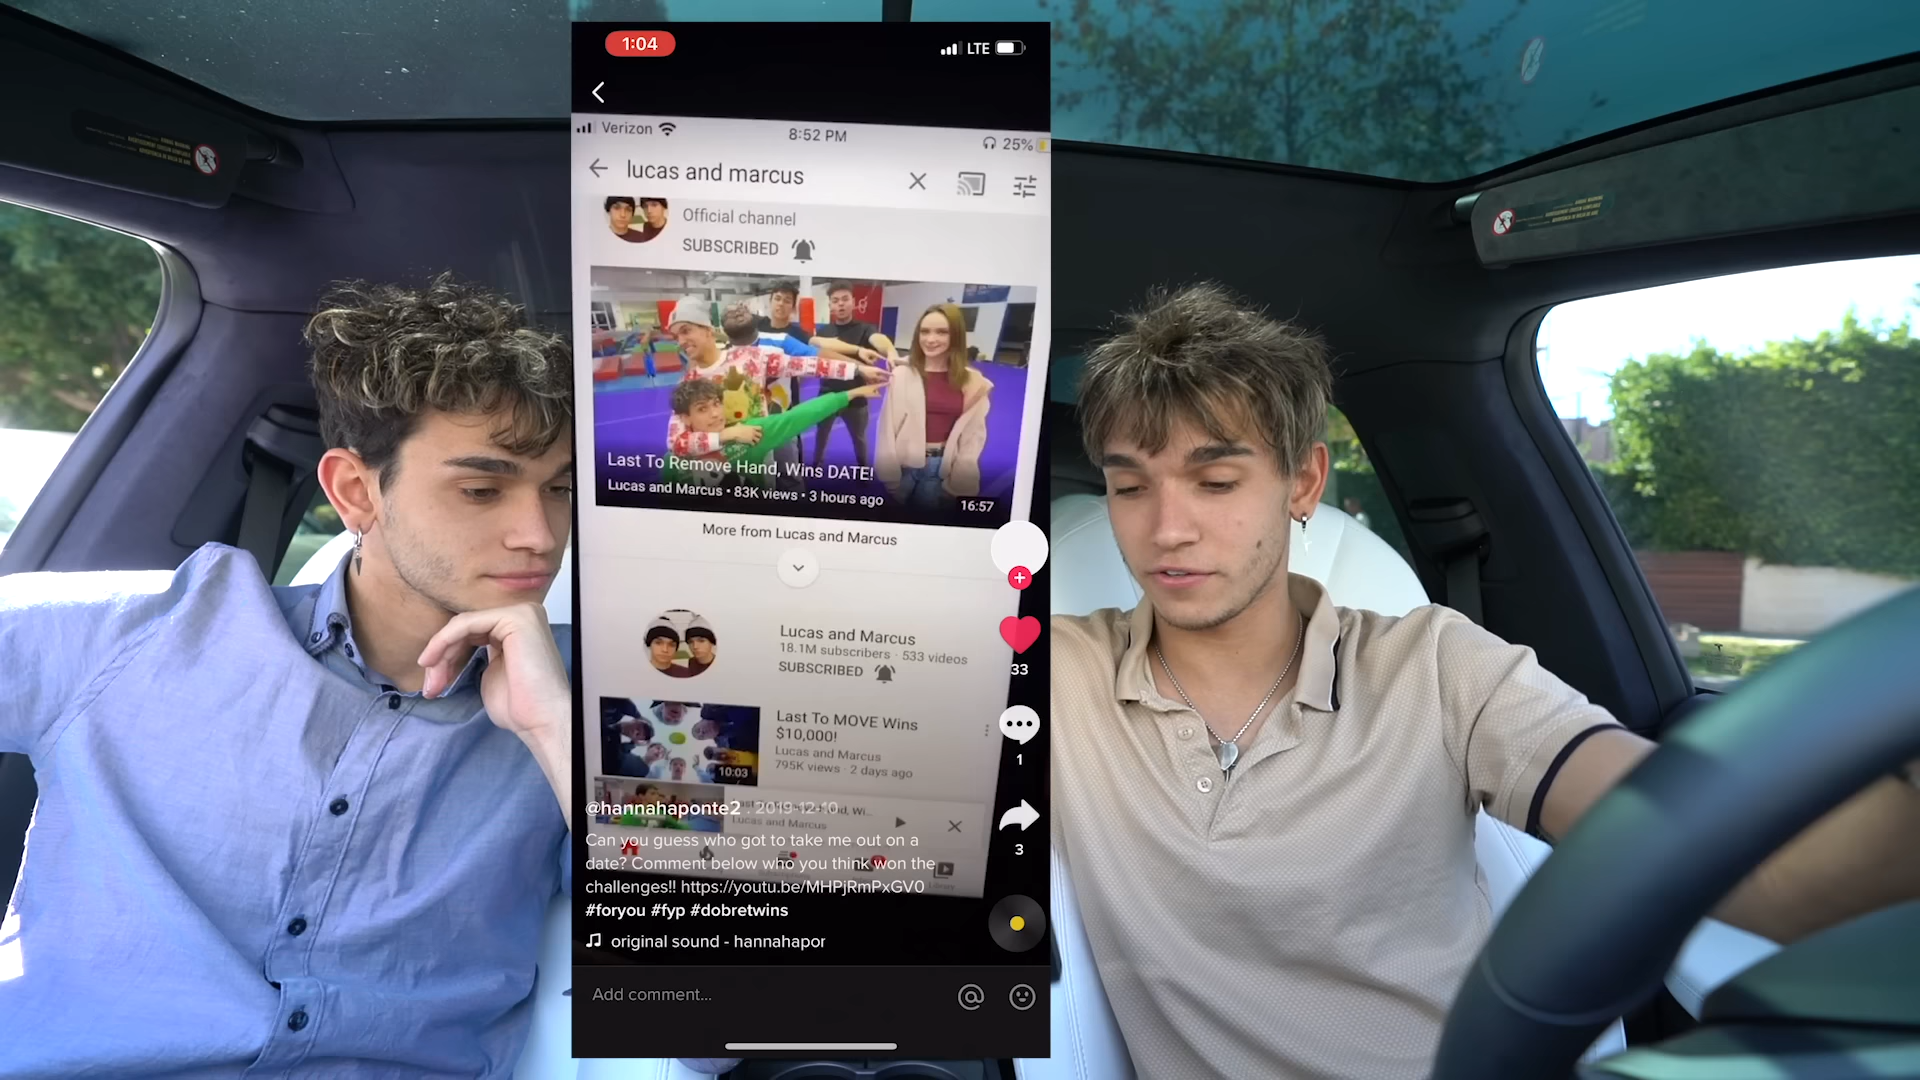 1:04
LTE
Verizon
8:52 PM
25%
lucas and marcus
Official channel
SUBSCRIBED
Last To Remove Hand, Wins DATE!
Lucas and Marcus • 83K views • 3 hours ago
16:57
More from Lucas and Marcus
Lucas and Marcus
18.1M subscribers · 533 videos
SUBSCRIBED
Last To MOVE Wins
$10,000!
Lucas and Marcus
795K views · 2 days ago
10:03
Lucas and Marcus
@hannahaponte2 · 2019-12-10
Can you guess who got to take me out on a
date? Comment below who you think won the
challenges!! https://youtu.be/MHPjRmPxGV0
#foryou #fyp #dobretwins
original sound - hannahapor
33
1
3
Add comment...